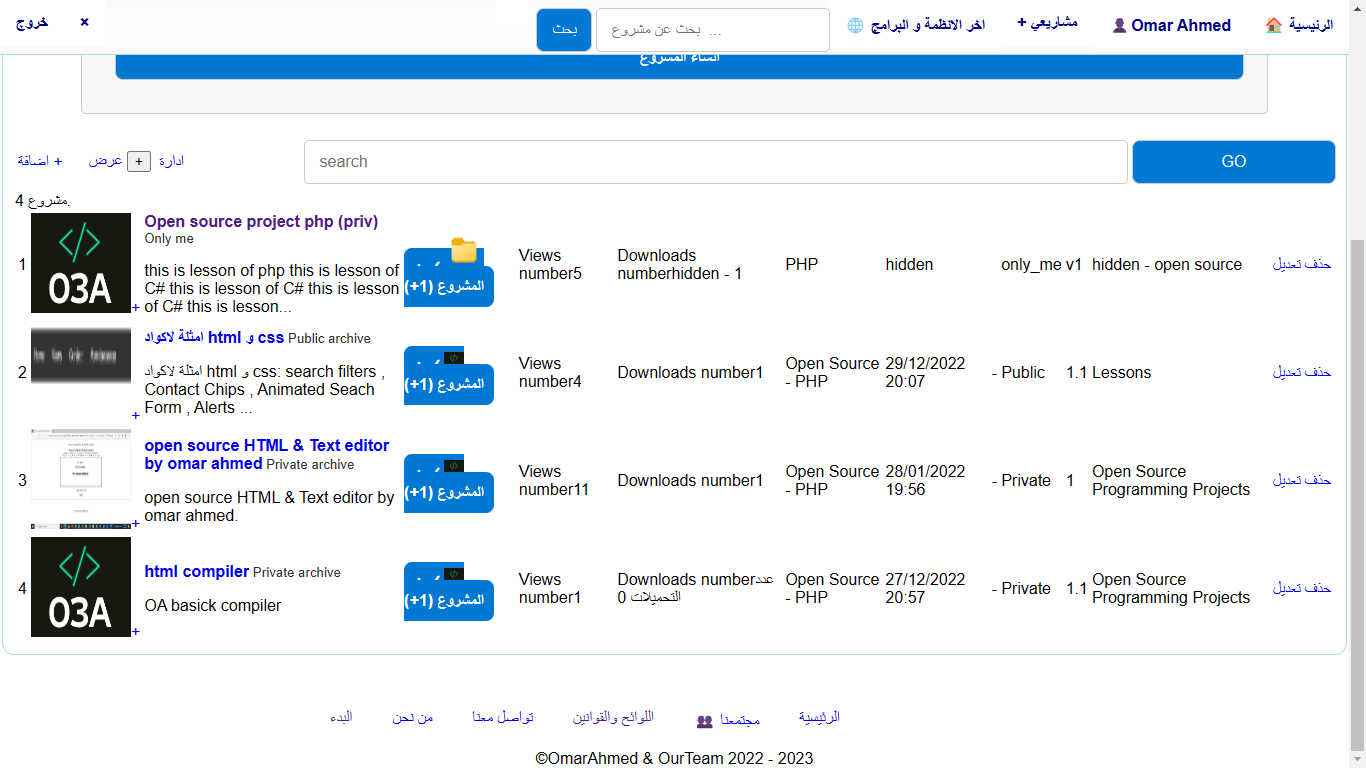 الرئيسية 🏠
Omar Ahmed 👤
مشاريعي +
اخر الانظمة و البرامج 🌐
بحث عن مشروع ...
بحث
×
خروج
انشاء المشروع
+ اضافة
عرض +
ادارة
search
GO
4 مشروع.
1
03A
+
Open source project php (priv)
Only me
this is lesson of php this is lesson of
C# this is lesson of C# this is lesson
of C# this is lesson...
المشروع (1+)
Views
number5
Downloads
numberhidden - 1
PHP
hidden
only_me v1
hidden - open source
حذف تعديل
2
+
امثلة لاكواد html و css Public archive
امثلة لاكواد html و css: search filters ,
Contact Chips , Animated Seach
Form , Alerts ...
المشروع (1+)
Views
number4
Downloads number1
Open Source
- PHP
29/12/2022
20:07
- Public
1.1
Lessons
حذف تعديل
3
+
open source HTML & Text editor
by omar ahmed Private archive
open source HTML & Text editor by
omar ahmed.
المشروع (1+)
Views
number11
Downloads number1
Open Source
- PHP
28/01/2022
19:56
- Private
1
Open Source
Programming Projects
حذف تعديل
4
03A
+
html compiler Private archive
OA basick compiler
المشروع (1+)
Views
number1
Downloads numberعدد
التحميلات 0
Open Source
- PHP
27/12/2022
20:57
- Private
1.1
Open Source
Programming Projects
حذف تعديل
الرئيسية
مجتمعنا 👥
اللوائح والقوانين
تواصل معنا
من نحن
البدء
©OmarAhmed & OurTeam 2022 - 2023